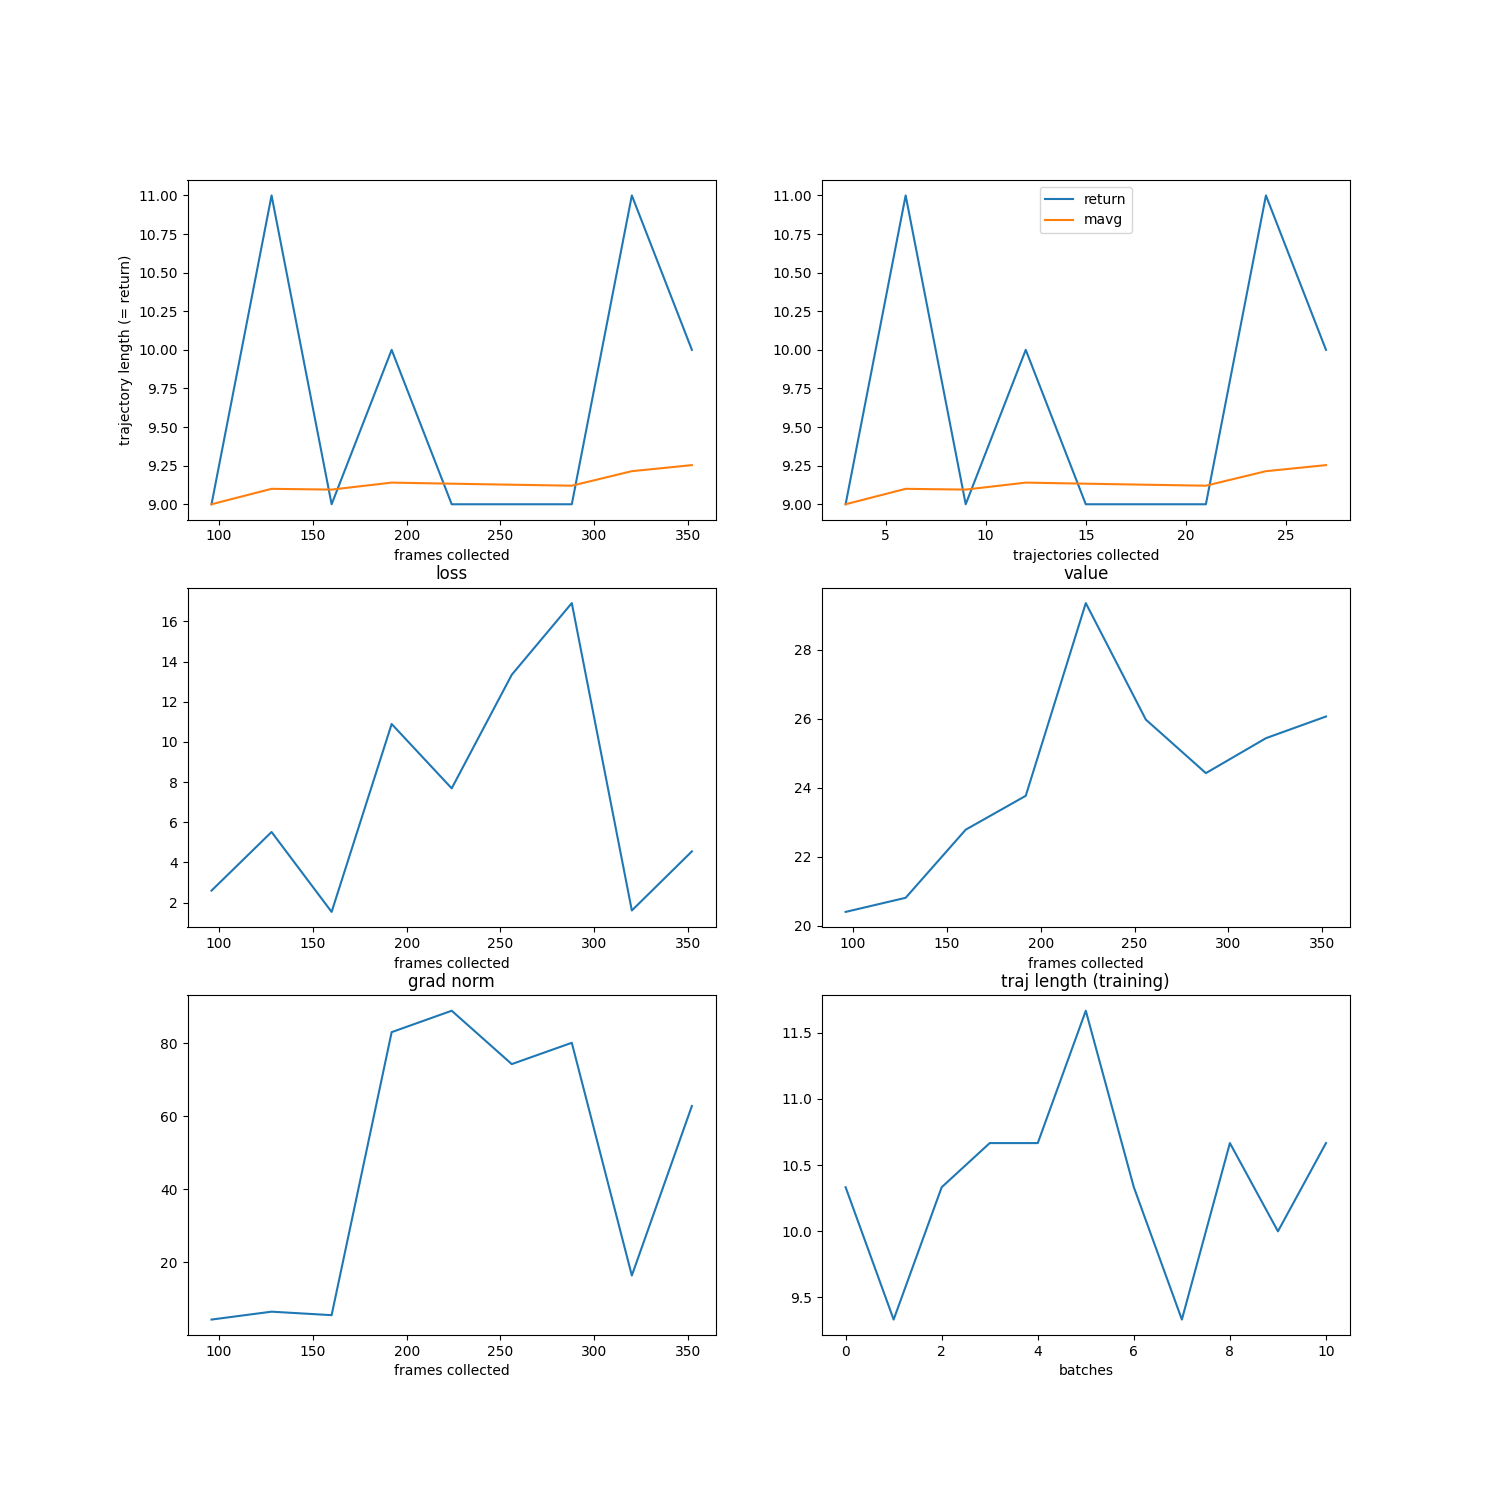 11.00
10.75
10.50
10.25
10.00
9.75
9.50
9.25
9.00
trajectory length (= return)
100 150 200 250 300 350
frames collected
return
mavg
11.00
10.75
10.50
10.25
10.00
9.75
9.50
9.25
9.00
5 10 15 20 25
trajectories collected
loss
16
14
12
10
8
6
4
2
100 150 200 250 300 350
frames collected
value
28
26
24
22
20
100 150 200 250 300 350
frames collected
grad norm
80
60
40
20
100 150 200 250 300 350
frames collected
traj length (training)
11.5
11.0
10.5
10.0
9.5
0 2 4 6 8 10
batches